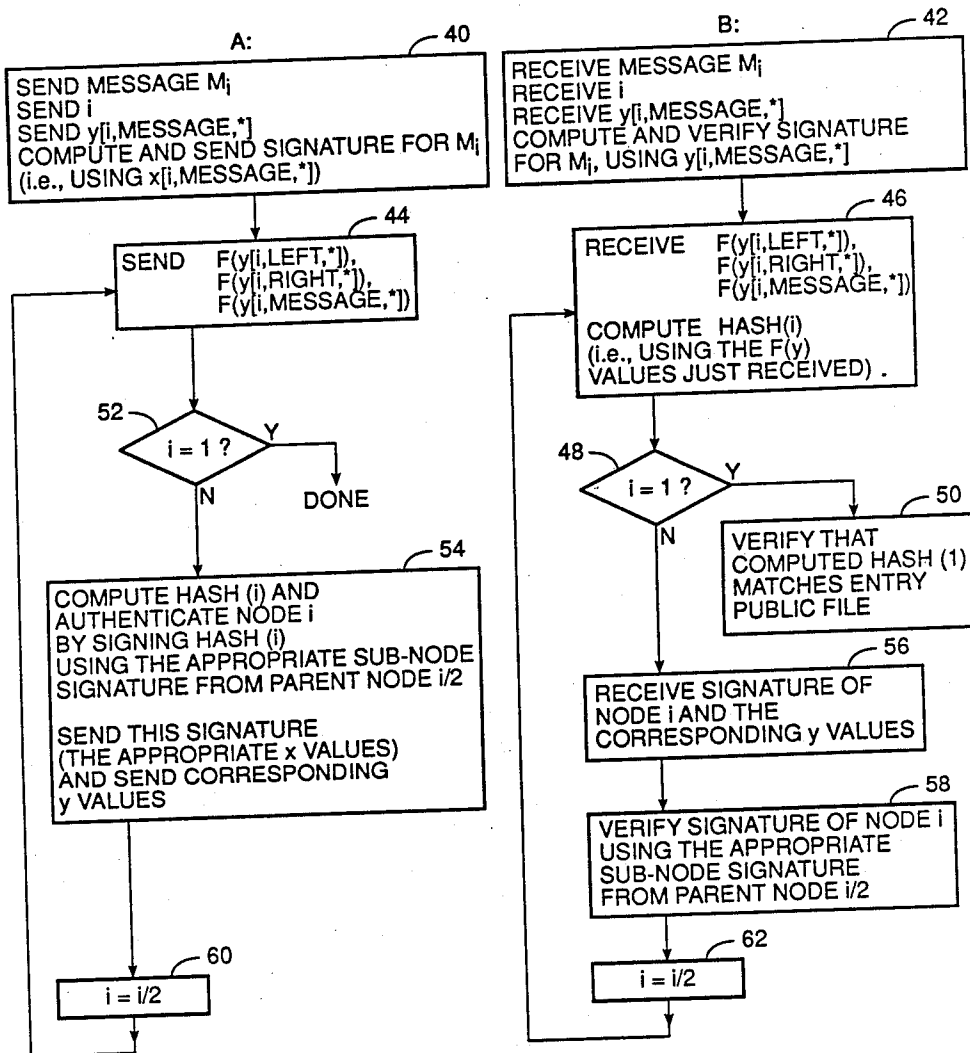 A:
40
SEND MESSAGE Mi
SEND i
SEND y[i,MESSAGE,*]
COMPUTE AND SEND SIGNATURE FOR Mi
(i.e., USING x[i,MESSAGE,*])
44
SEND F(y[i,LEFT,*]),
F(y[i,RIGHT,*]),
F(y[i,MESSAGE,*])
52
i = 1 ?
Y
N
DONE
54
COMPUTE HASH (i) AND
AUTHENTICATE NODE i
BY SIGNING HASH (i)
USING THE APPROPRIATE SUB-NODE
SIGNATURE FROM PARENT NODE i/2
SEND THIS SIGNATURE
(THE APPROPRIATE x VALUES)
AND SEND CORRESPONDING
y VALUES
60
i = i/2
B:
42
RECEIVE MESSAGE Mi
RECEIVE i
RECEIVE y[i,MESSAGE,*]
COMPUTE AND VERIFY SIGNATURE
FOR Mi, USING y[i,MESSAGE,*]
46
RECEIVE F(y[i,LEFT,*]),
F(y[i,RIGHT,*]),
F(y[i,MESSAGE,*])
COMPUTE HASH(i)
(i.e., USING THE F(y)
VALUES JUST RECEIVED) .
48
i = 1 ?
Y
N
50
VERIFY THAT
COMPUTED HASH (1)
MATCHES ENTRY
PUBLIC FILE
56
RECEIVE SIGNATURE OF
NODE i AND THE
CORRESPONDING y VALUES
58
VERIFY SIGNATURE OF NODE i
USING THE APPROPRIATE
SUB-NODE SIGNATURE
FROM PARENT NODE i/2
62
i = i/2